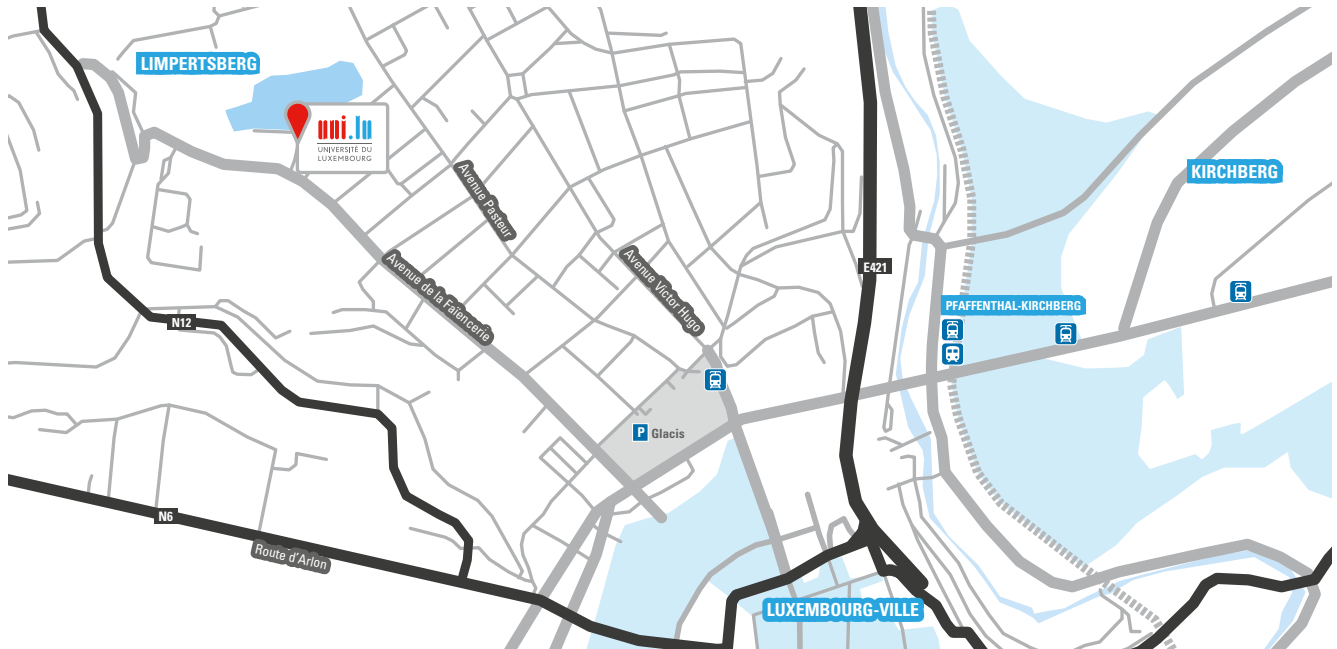 LIMPERTSBERG
uni.lu
UNIVERSITÉ DU
LUXEMBOURG
KIRCHBERG
Avenue Pasteur
Avenue de la Faïencerie
Avenue Victor Hugo
E421
PFAFFENTHAL-KIRCHBERG
N12
P Glacis
N6
Route d'Arlon
LUXEMBOURG-VILLE